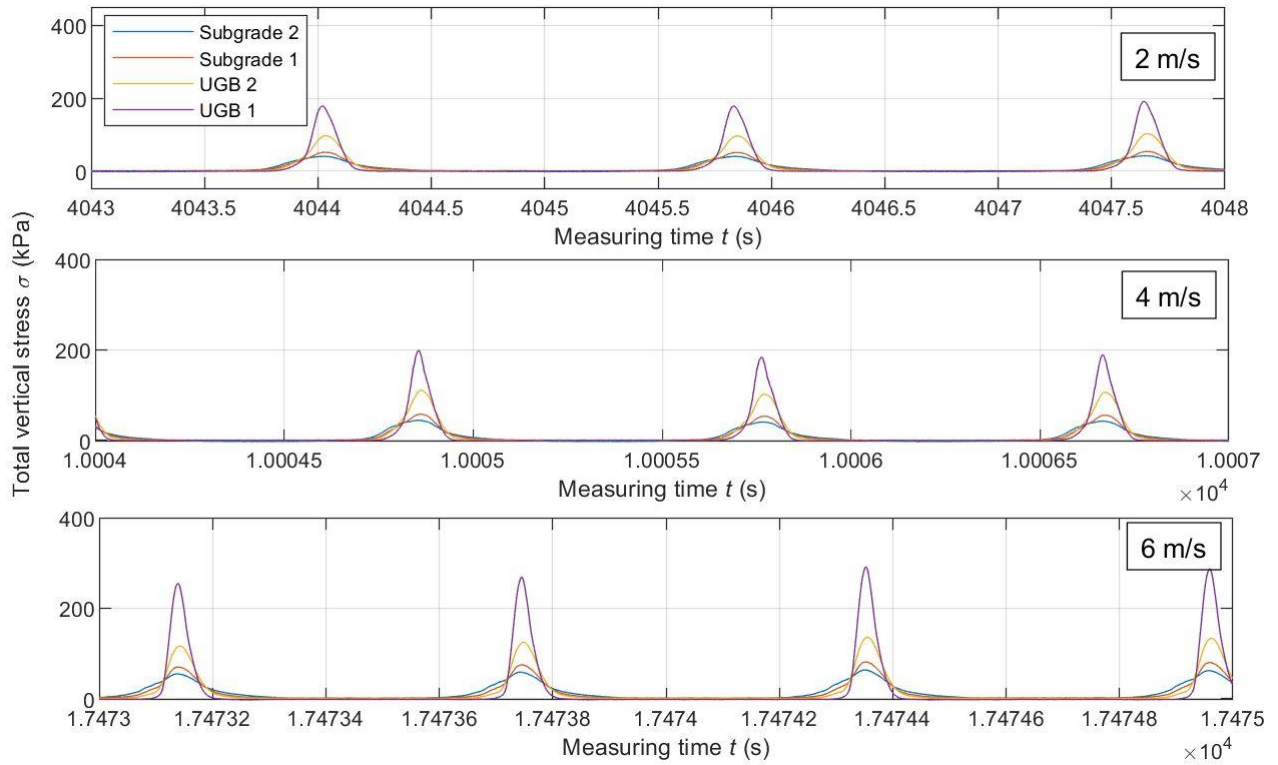 400
200
0
Subgrade 2
Subgrade 1
UGB 2
UGB 1
2 m/s
4043 4043.5 4044 4044.5 4045 4045.5 4046 4046.5 4047 4047.5 4048
Measuring time t (s)
Total vertical stress σ (kPa)
400
200
0
4 m/s
1.0004 1.00045 1.0005 1.00055 1.0006 1.00065 1.0007
Measuring time t (s)
×10⁴
400
200
0
6 m/s
1.7473 1.74732 1.74734 1.74736 1.74738 1.7474 1.74742 1.74744 1.74746 1.74748 1.7475
Measuring time t (s)
×10⁴